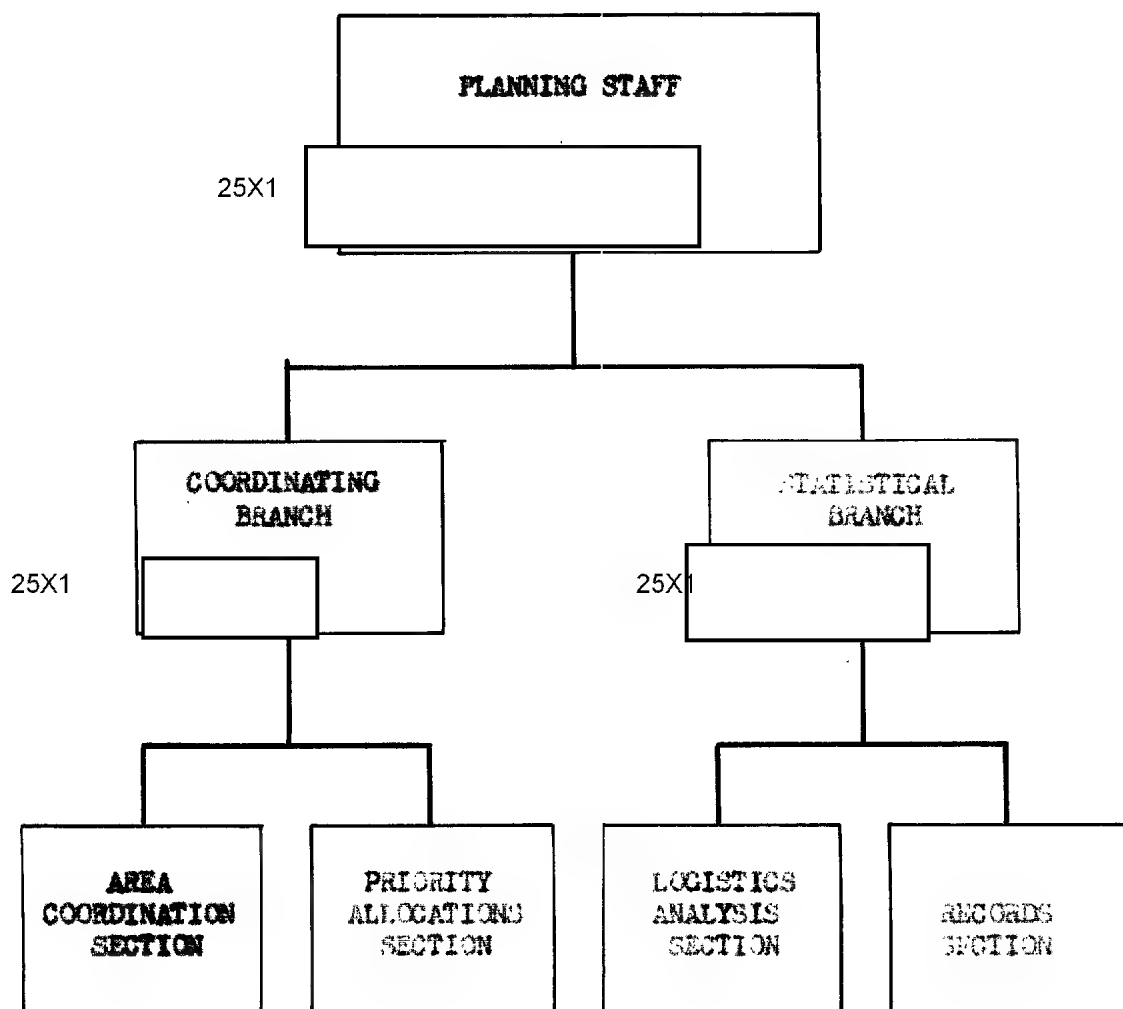 PLANNING STAFF
25X1
COORDINATING
BRANCH
25X1
STATISTICAL
BRANCH
25X1
AREA
COORDINATION
SECTION
PRIORITY
ALLOCATIONS
SECTION
LOGISTICS
ANALYSIS
SECTION
RECORDS
SECTION